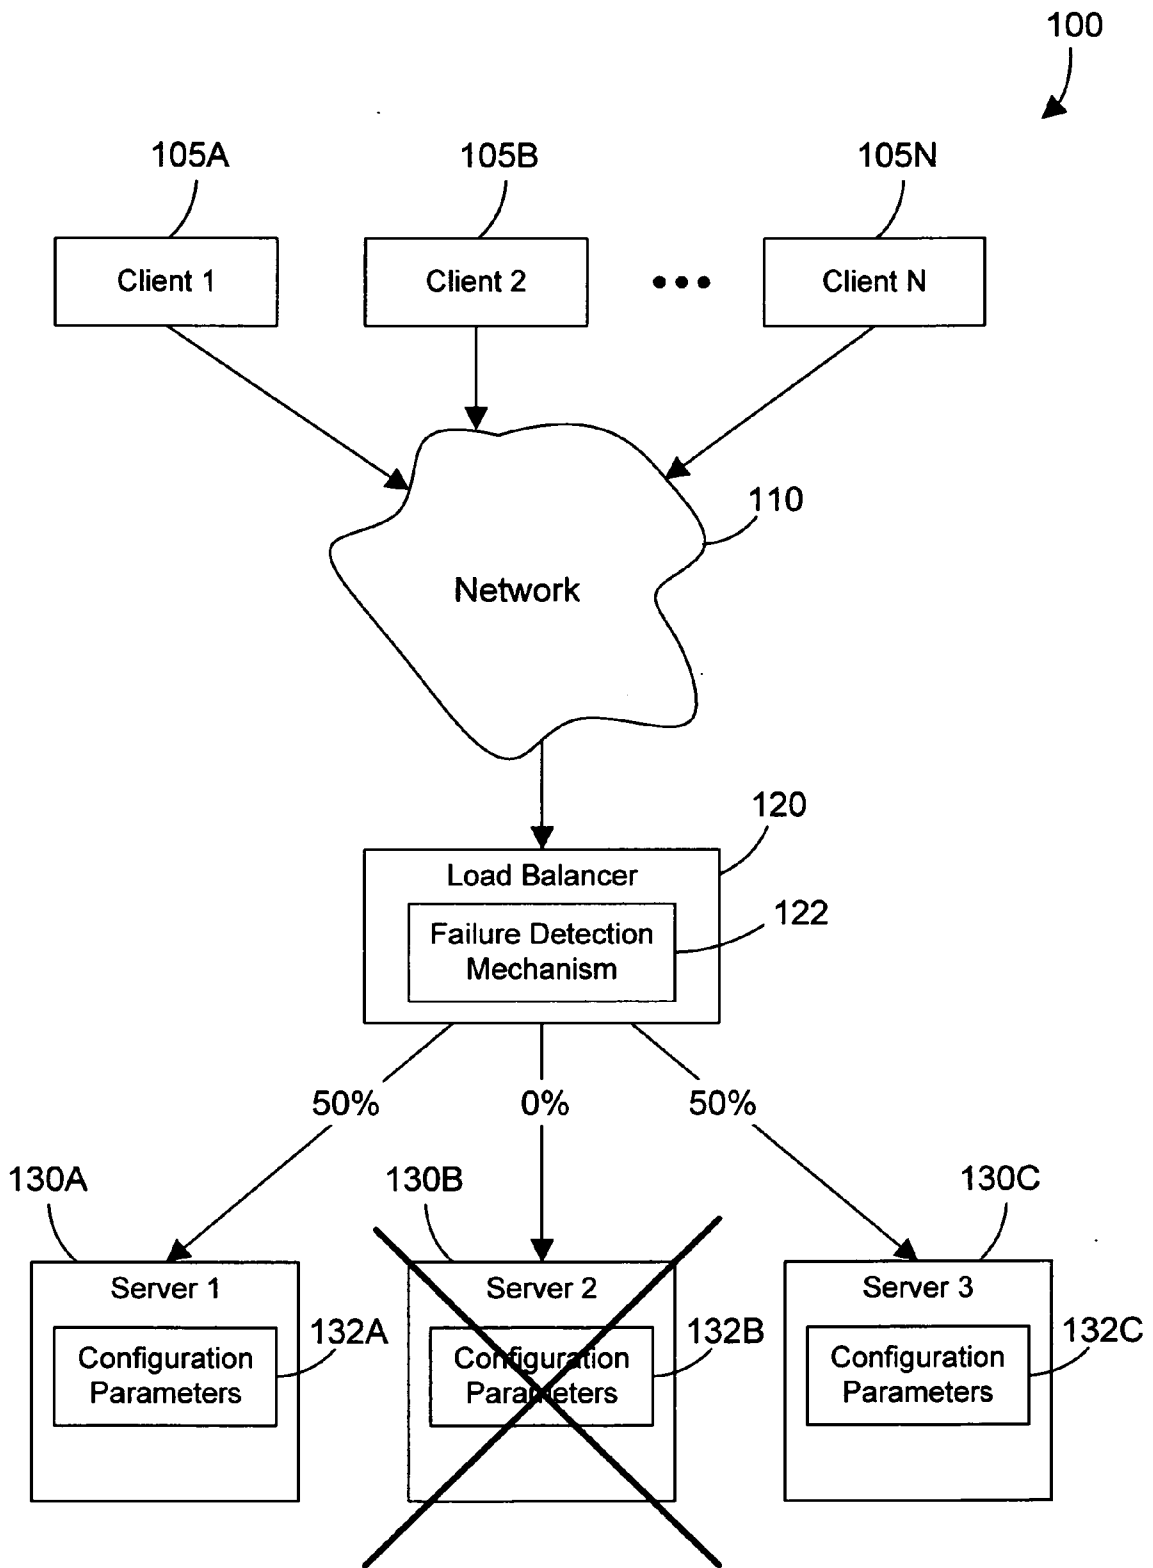 100
105A
105B
105N
Client 1
Client 2
Client N
110
Network
120
Load Balancer
122
Failure Detection
Mechanism
50%
0%
50%
130A
130B
130C
Server 1
Server 2
Server 3
132A
132B
132C
Configuration
Parameters
Configuration
Parameters
Configuration
Parameters